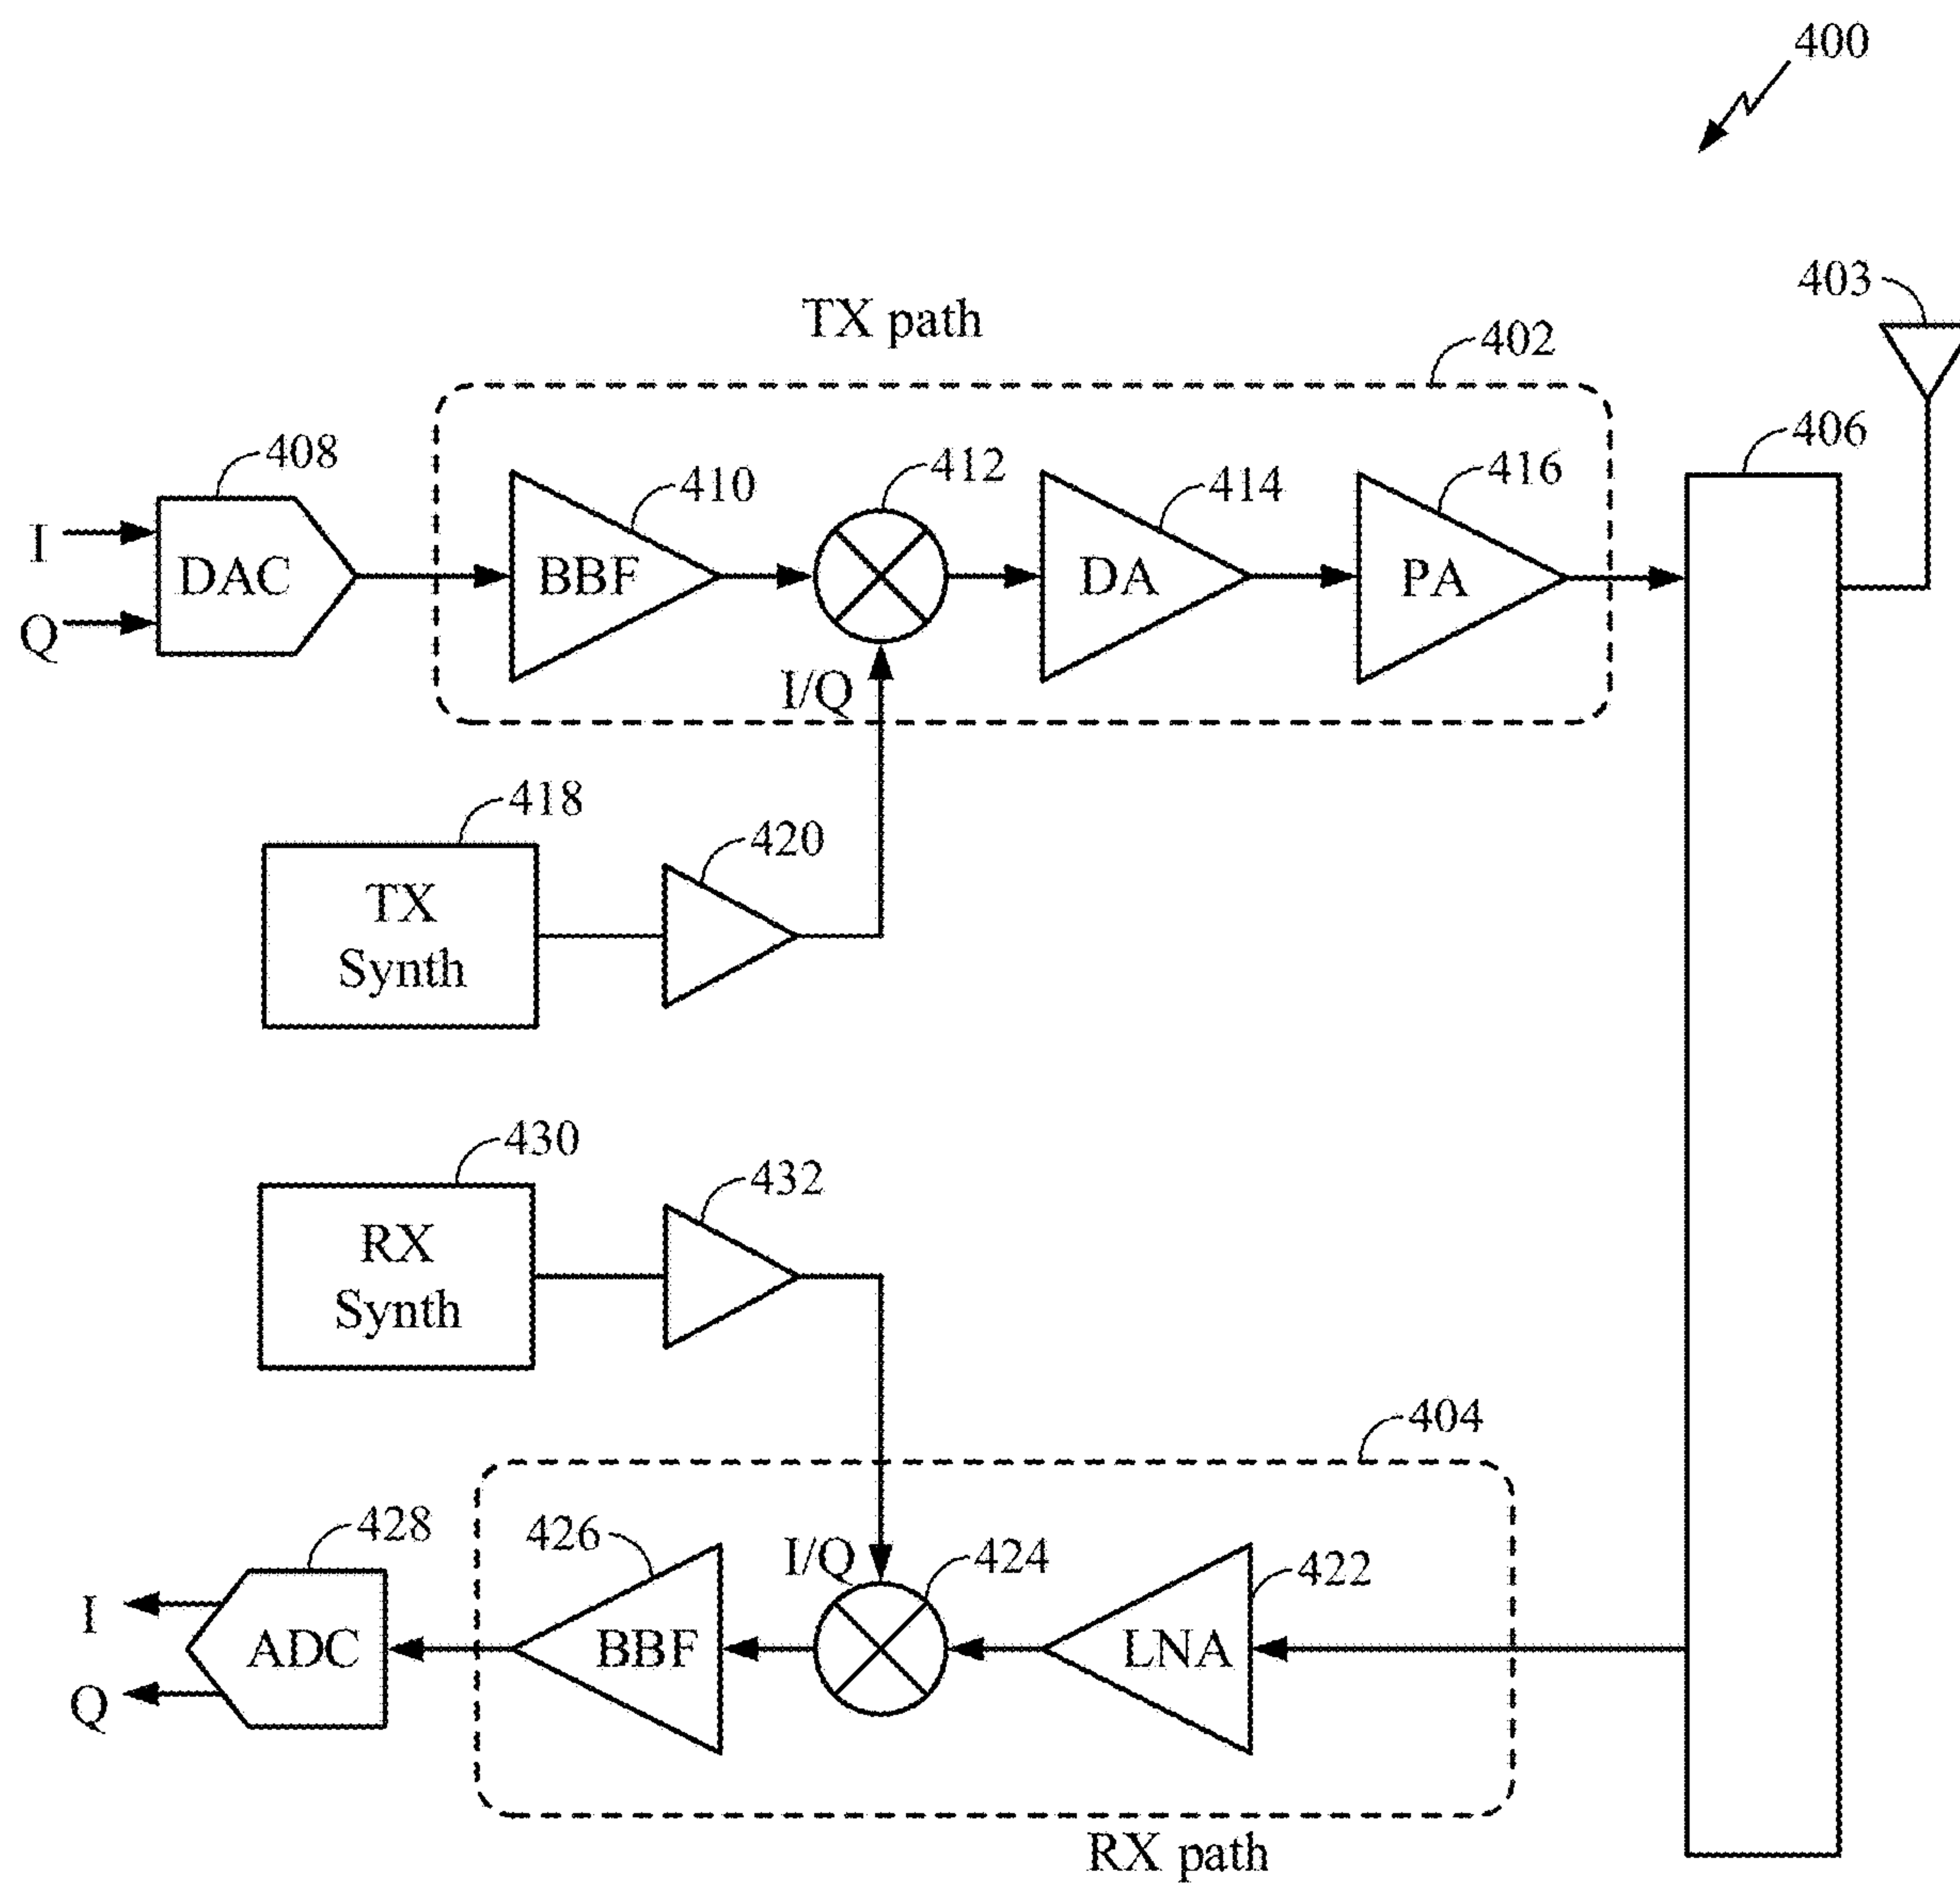 400
403
TX path
402
406
408
410
412
414
416
I
Q
DAC
BBF
DA
PA
I/Q
418
420
TX
Synth
430
432
RX
Synth
404
428
426
I/Q
424
422
I
Q
ADC
BBF
LNA
RX path